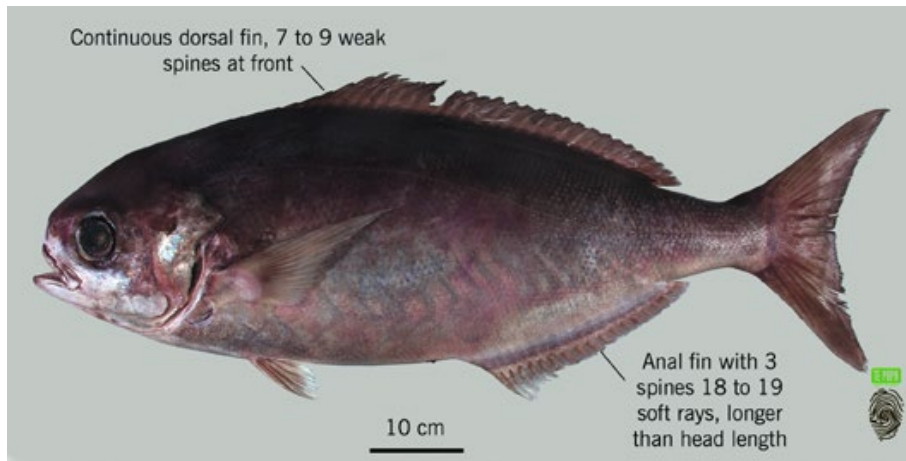 Continuous dorsal fin, 7 to 9 weak
spines at front
Anal fin with 3
spines 18 to 19
soft rays, longer
than head length
10 cm